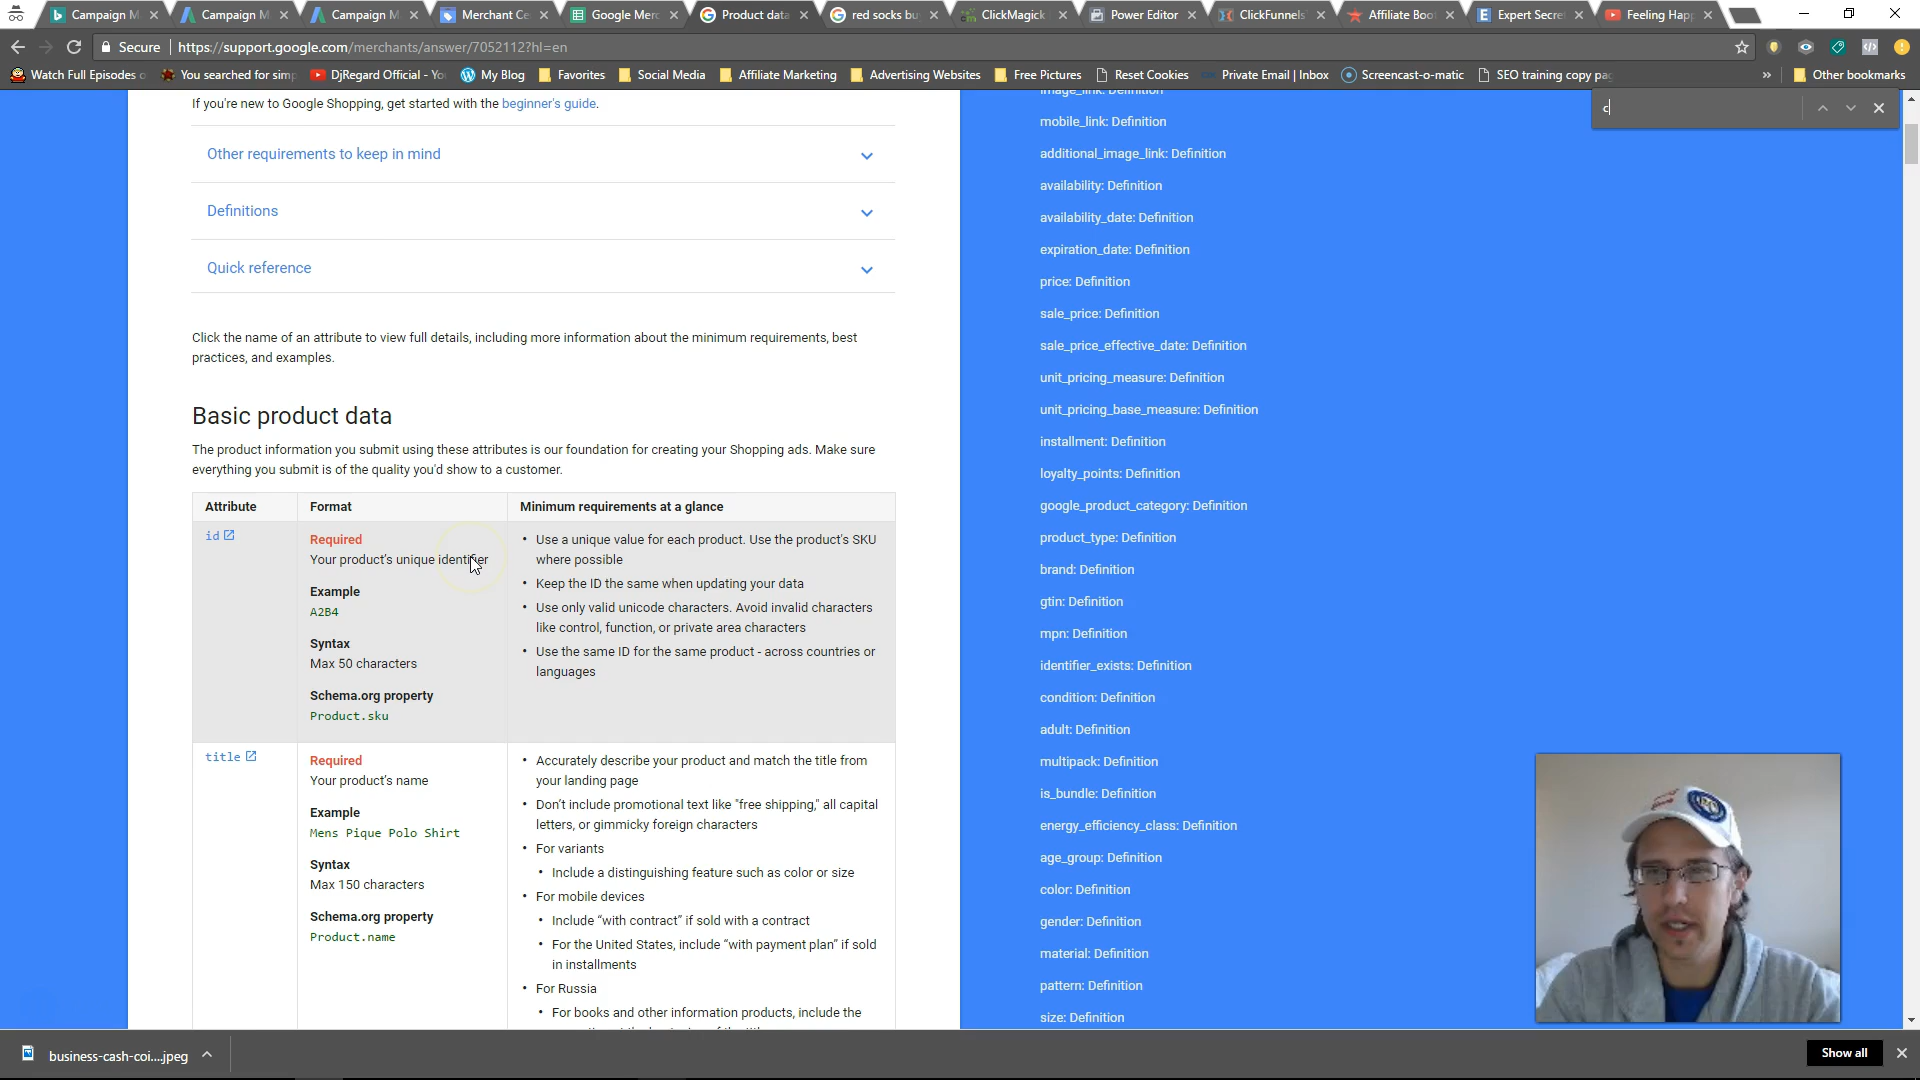 Campaign M
Campaign M
Campaign M
Merchant Ce
Google Merc
Product data
red socks bu
ClickMagick
Power Editor
ClickFunnels
Affiliate Boo
Expert Secre
Feeling Hap
Secure
https://support.google.com/merchants/answer/7052112?hl=en
Watch Full Episodes o
You searched for sim
DjRegard Official - Yo
My Blog
Favorites
Social Media
Affiliate Marketing
Advertising Websites
Free Pictures
Reset Cookies
Private Email | Inbox
Screencast-o-matic
SEO training copy pag
»
Other bookmarks
c
If you're new to Google Shopping, get started with the beginner's guide.
Other requirements to keep in mind
Definitions
Quick reference
Click the name of an attribute to view full details, including more information about the minimum requirements, best
practices, and examples.
Basic product data
The product information you submit using these attributes is our foundation for creating your Shopping ads. Make sure
everything you submit is of the quality you'd show to a customer.
Attribute
Format
Minimum requirements at a glance
id
Required
Your product's unique identifier
Example
A2B4
Syntax
Max 50 characters
Schema.org property
Product.sku
• Use a unique value for each product. Use the product's SKU
where possible
• Keep the ID the same when updating your data
• Use only valid unicode characters. Avoid invalid characters
like control, function, or private area characters
• Use the same ID for the same product - across countries or
languages
title
Required
Your product's name
Example
Mens Pique Polo Shirt
Syntax
Max 150 characters
Schema.org property
Product.name
• Accurately describe your product and match the title from
your landing page
• Don't include promotional text like "free shipping," all capital
letters, or gimmicky foreign characters
• For variants
• Include a distinguishing feature such as color or size
• For mobile devices
• Include "with contract" if sold with a contract
• For the United States, include "with payment plan" if sold
in installments
• For Russia
• For books and other information products, include the
image_link: Definition
mobile_link: Definition
additional_image_link: Definition
availability: Definition
availability_date: Definition
expiration_date: Definition
price: Definition
sale_price: Definition
sale_price_effective_date: Definition
unit_pricing_measure: Definition
unit_pricing_base_measure: Definition
installment: Definition
loyalty_points: Definition
google_product_category: Definition
product_type: Definition
brand: Definition
gtin: Definition
mpn: Definition
identifier_exists: Definition
condition: Definition
adult: Definition
multipack: Definition
is_bundle: Definition
energy_efficiency_class: Definition
age_group: Definition
color: Definition
gender: Definition
material: Definition
pattern: Definition
size: Definition
business-cash-coi....jpeg
Show all